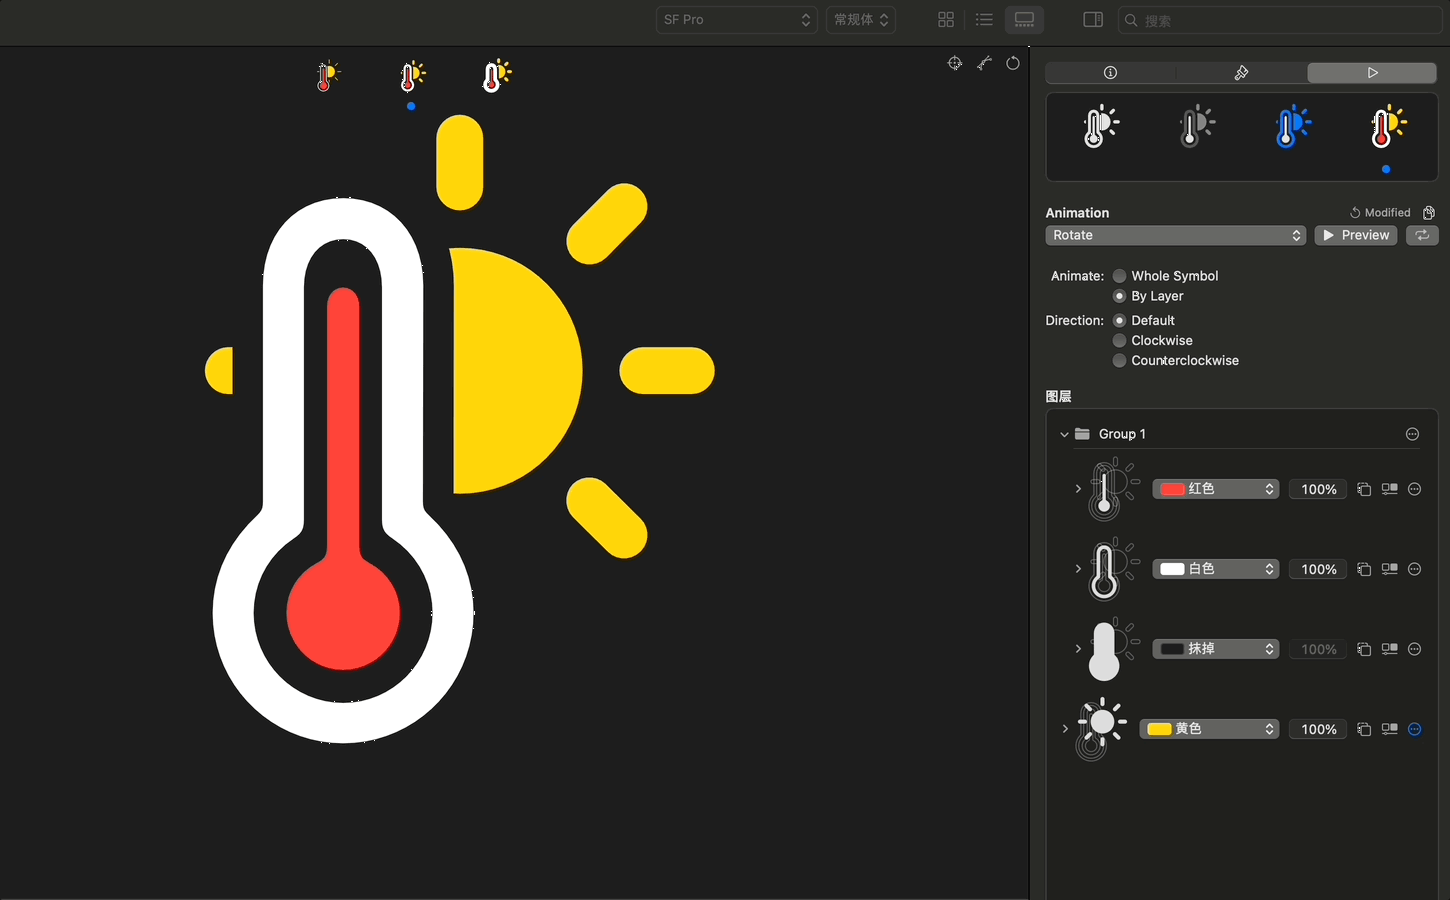 SF Pro
常规体
搜索
Animation
Modified
Rotate
Preview
Animate:
Whole Symbol
By Layer
Direction:
Default
Clockwise
Counterclockwise
图层
Group 1
红色
100%
白色
100%
抹掉
100%
黄色
100%